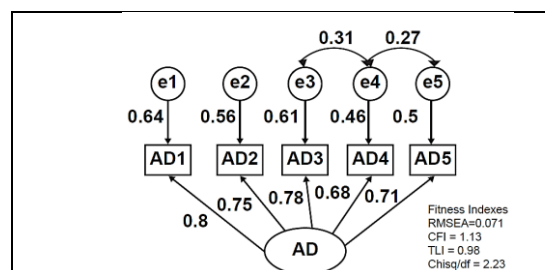 0.31 0.27
e1 e2 e3 e4 e5
0.64 0.56 0.61 0.46 0.5
AD1 AD2 AD3 AD4 AD5
0.8 0.75 0.78 0.68 0.71
AD
Fitness Indexes
RMSEA=0.071
CFI = 1.13
TLI = 0.98
Chisq/df = 2.23